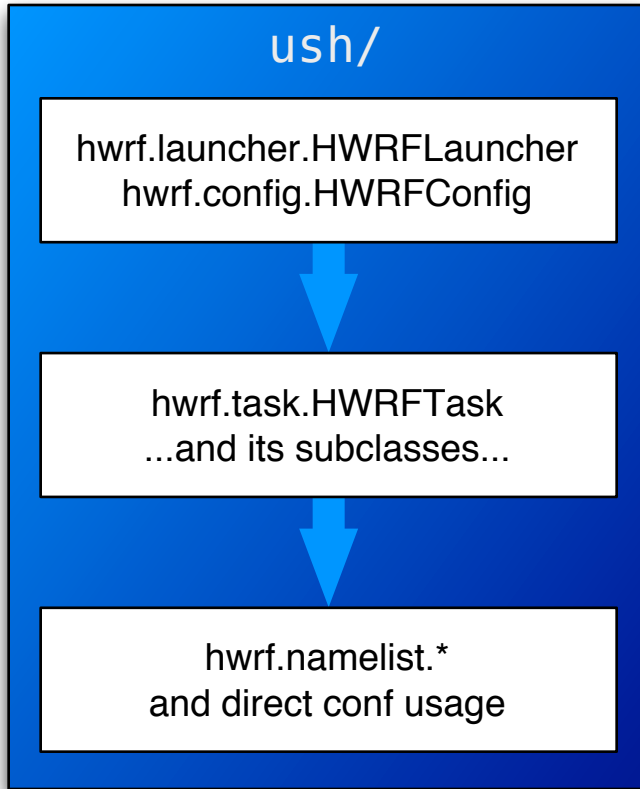 ush/
hwrf.launcher.HWRFLauncher
hwrf.config.HWRFConfig
hwrf.task.HWRFTask
...and its subclasses...
hwrf.namelist.*
and direct conf usage